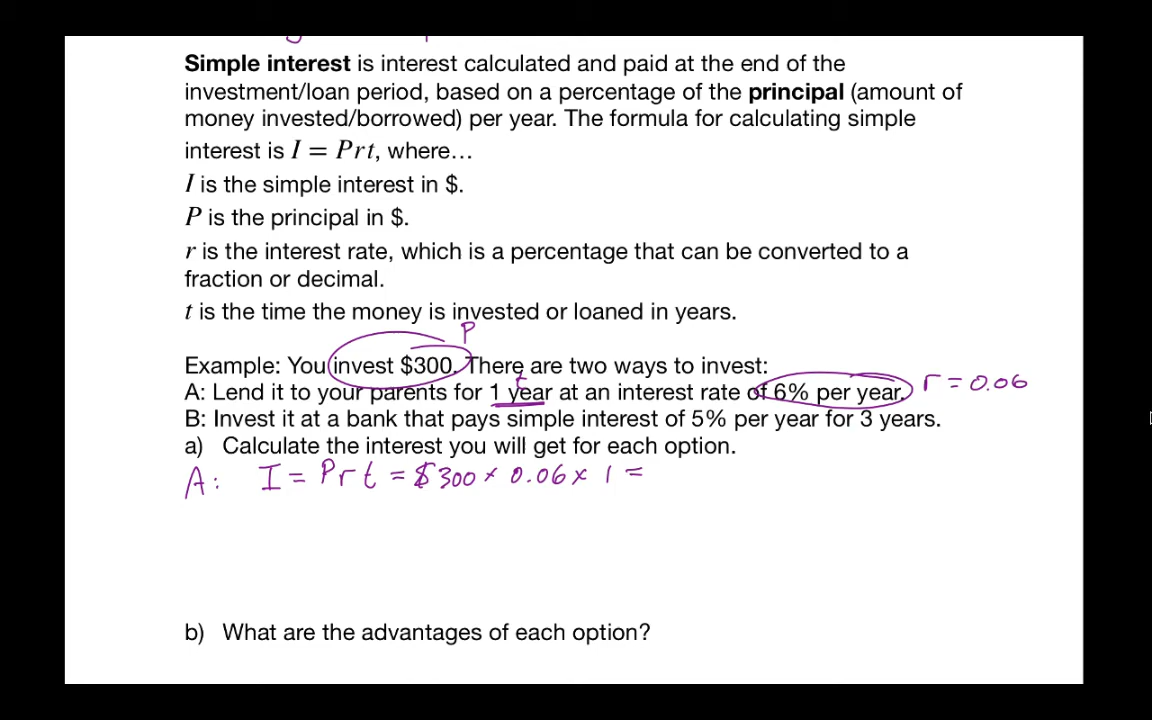 Simple interest is interest calculated and paid at the end of the
investment/loan period, based on a percentage of the principal (amount of
money invested/borrowed) per year. The formula for calculating simple
interest is I = Prt, where…
I is the simple interest in $.
P is the principal in $.
r is the interest rate, which is a percentage that can be converted to a
fraction or decimal.
t is the time the money is invested or loaned in years.
P
Example: You invest $300. There are two ways to invest:
t
A: Lend it to your parents for 1 year at an interest rate of 6% per year. r = 0.06
B: Invest it at a bank that pays simple interest of 5% per year for 3 years.
a) Calculate the interest you will get for each option.
A: I = Prt = $300 × 0.06 × 1 =
b) What are the advantages of each option?